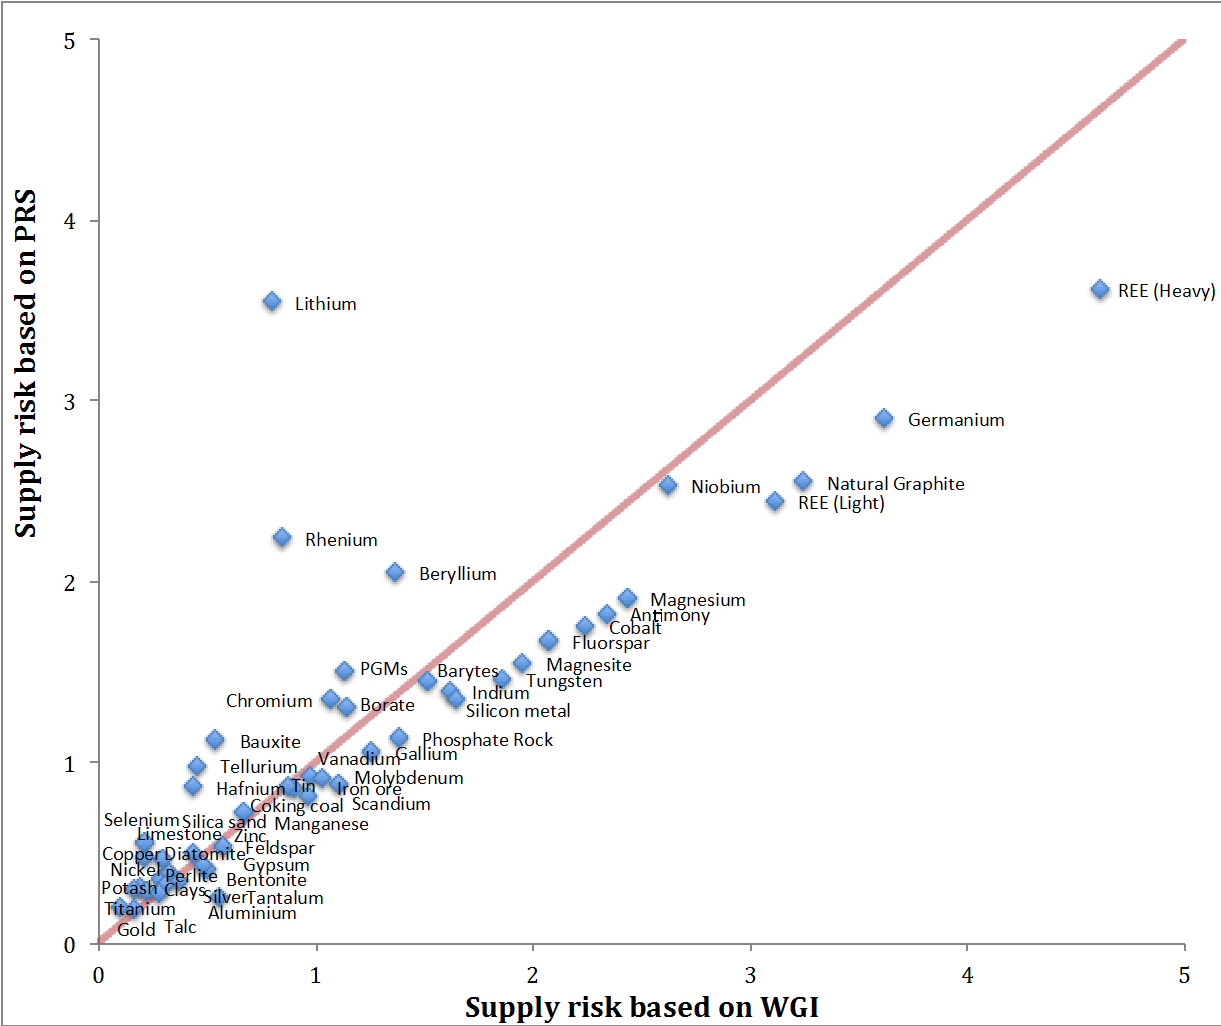 5
4
3
2
1
0
Supply risk based on PRS
Lithium
REE (Heavy)
Germanium
Niobium
Natural Graphite
REE (Light)
Rhenium
Beryllium
Magnesium
Antimony
Cobalt
Fluorspar
Magnesite
PGMs
Barytes
Tungsten
Indium
Chromium
Borate
Silicon metal
Bauxite
Phosphate Rock
Gallium
Vanadium
Tellurium
Molybdenum
Hafnium
Tin
Iron ore
Coking coal
Scandium
Selenium
Silica sand
Manganese
Limestone
Zinc
Feldspar
Copper
Diatomite
Gypsum
Nickel
Perlite
Bentonite
Potash
Clays
Silver
Tantalum
Titanium
Aluminium
Gold
Talc
0
1
2
3
4
5
Supply risk based on WGI